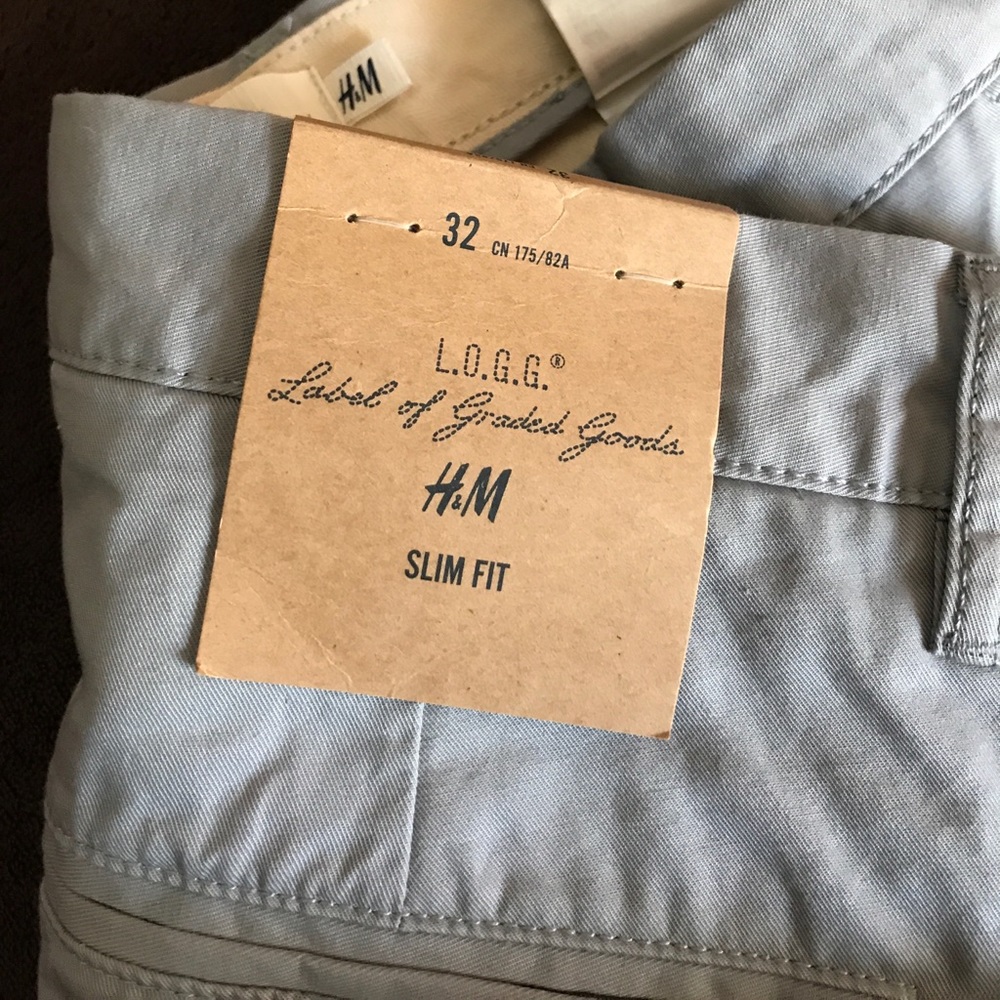 H&M
32 CN 175/82A
L.O.G.G.®
Label of Graded Goods
H&M
SLIM FIT